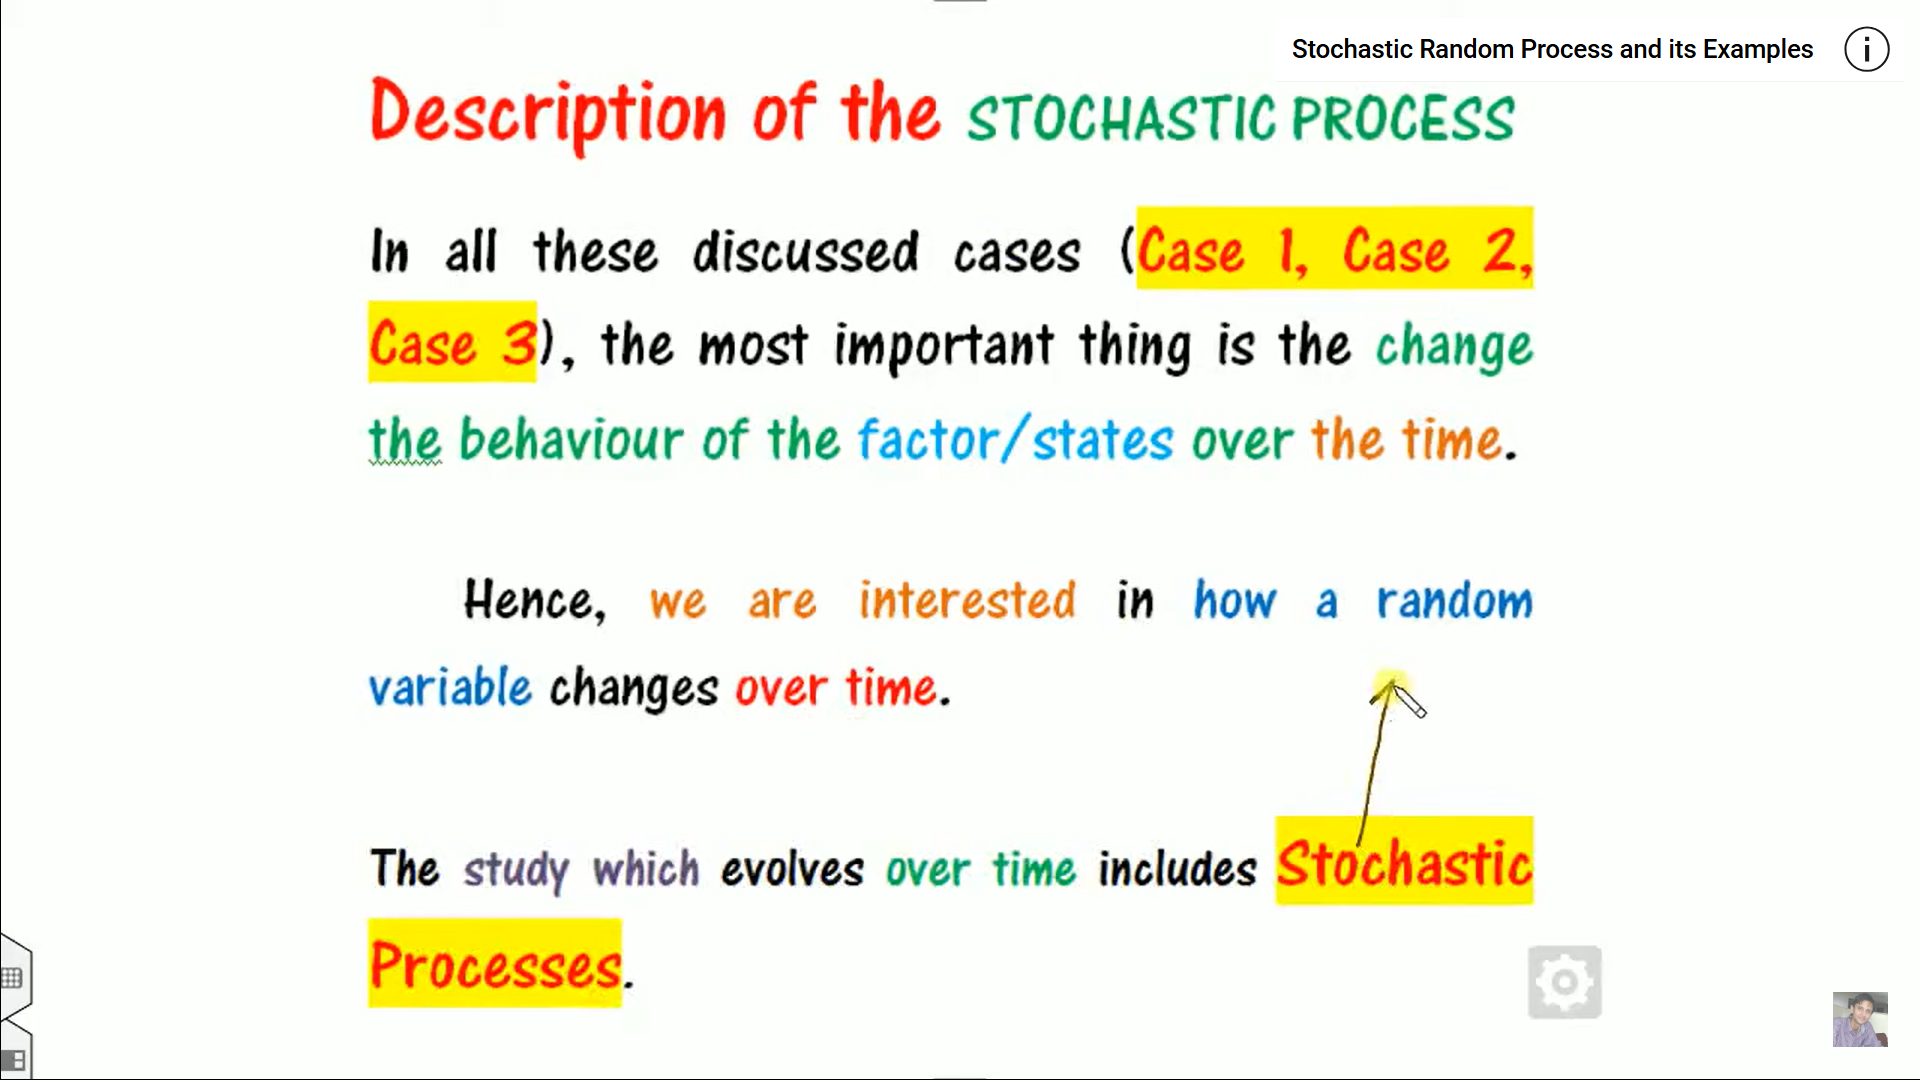 Stochastic Random Process and its Examples
Description of the STOCHASTIC PROCESS
In all these discussed cases (Case 1, Case 2,
Case 3), the most important thing is the change
the behaviour of the factor/states over the time.
Hence, we are interested in how a random
variable changes over time.
The study which evolves over time includes Stochastic
Processes.